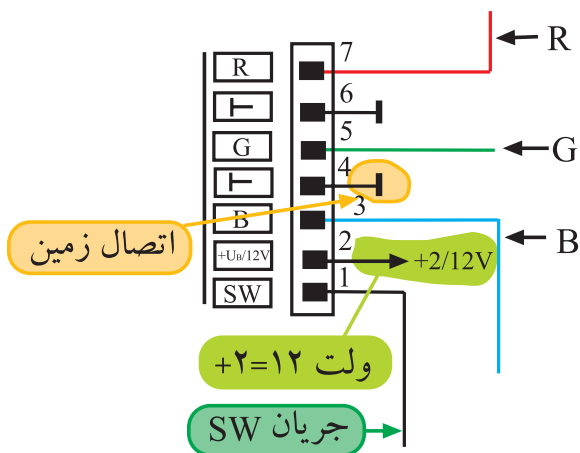 R 7 R
6
G 5 G
4
3
B B
+UB/12V 2 +2/12V
SW 1
اتصال زمین
+۲=۱۲ ولت
جریان SW